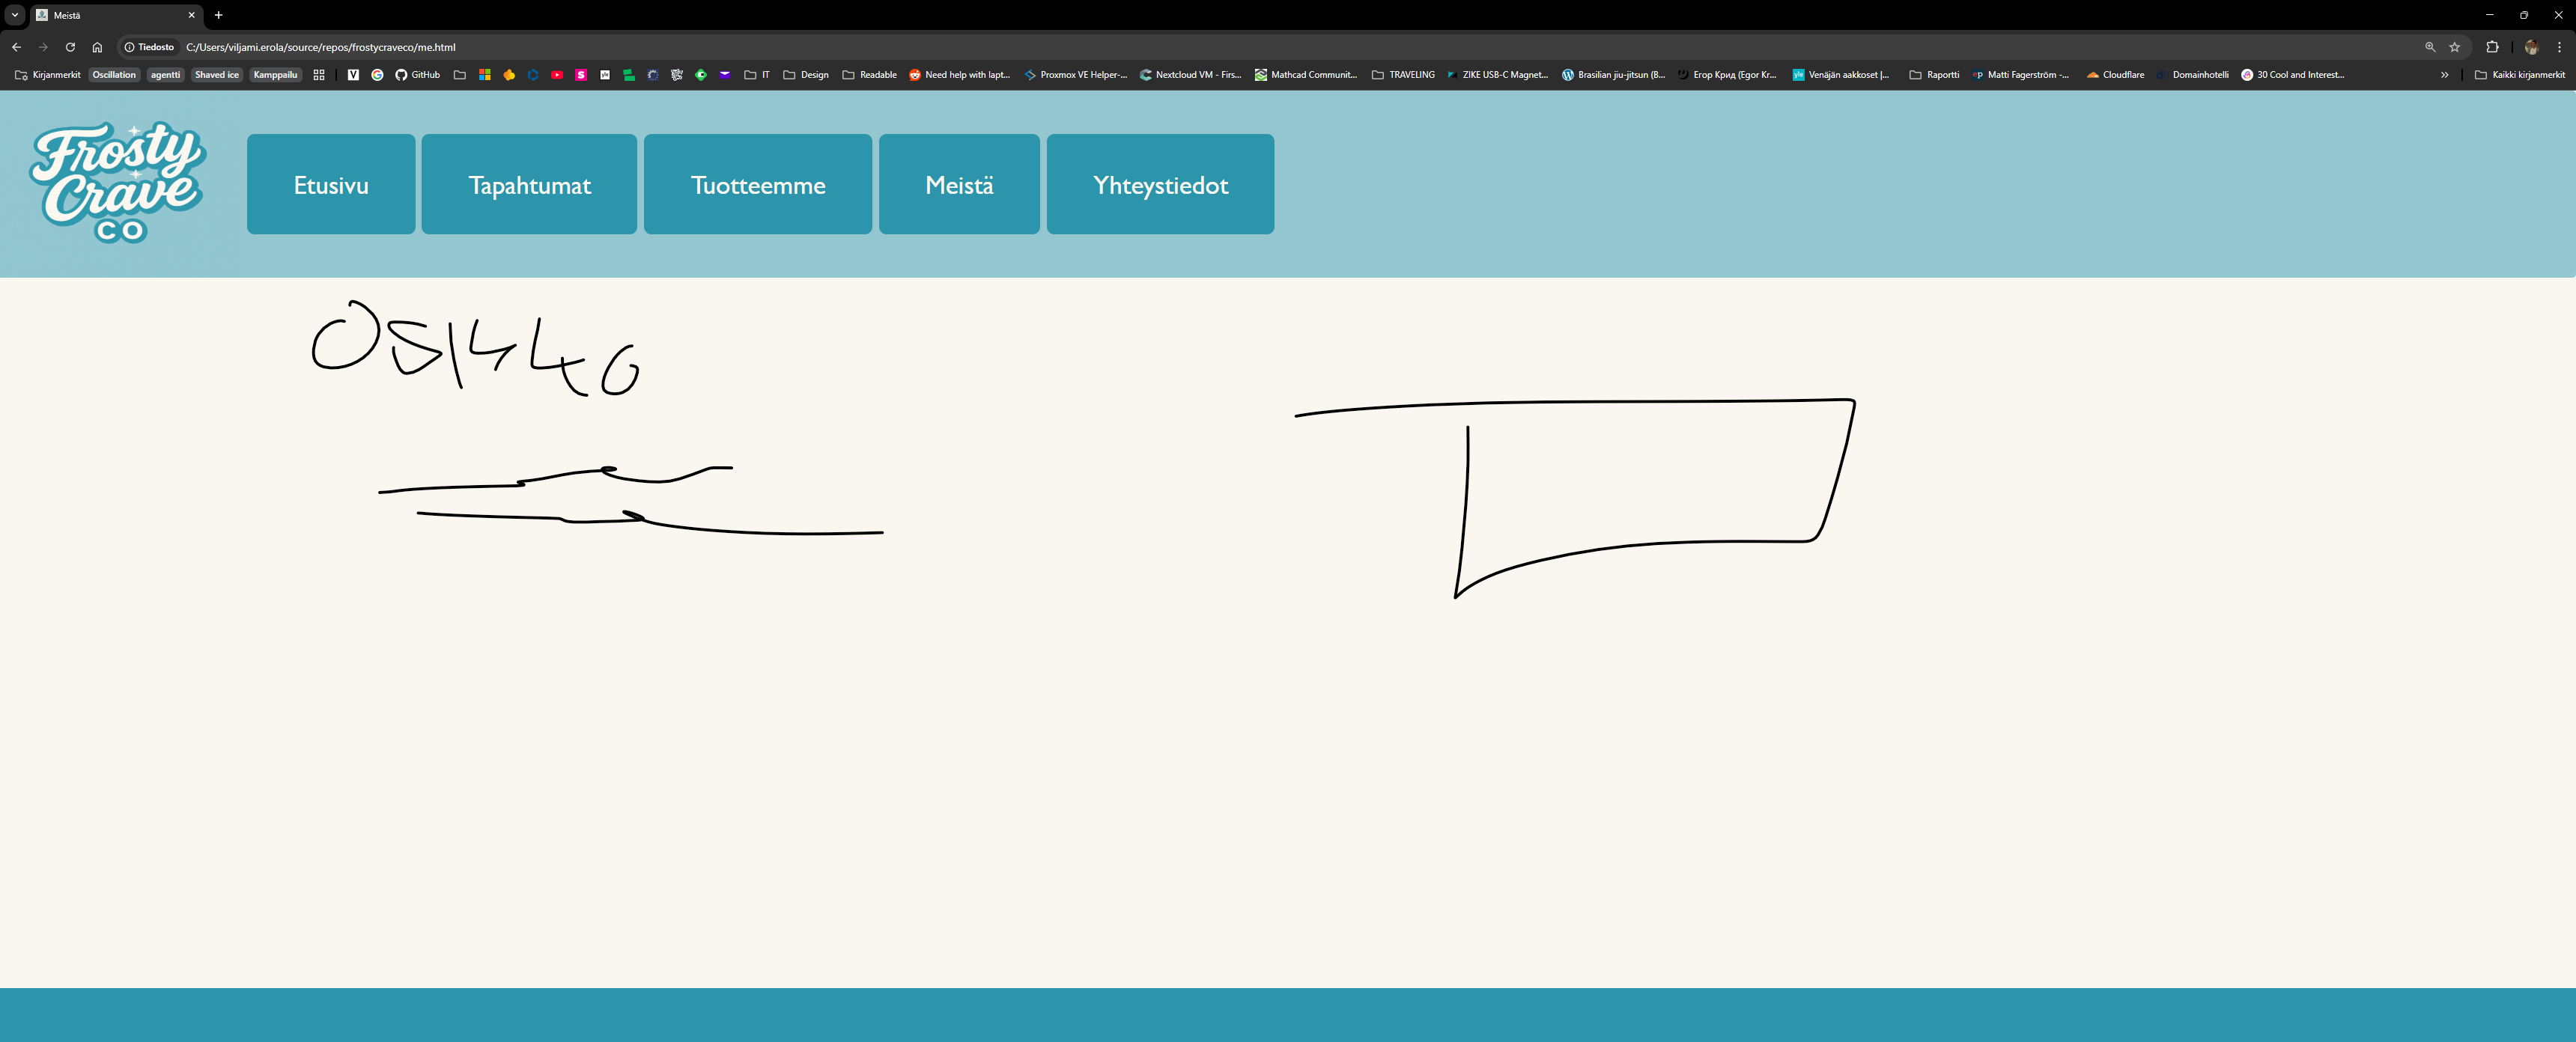 Meistä
Tiedosto C:/Users/viljami.erola/source/repos/frostycraveco/me.html
Kirjanmerkit Oscillation agentti Shaved ice Kamppailu GitHub IT Design Readable Need help with lapt... Proxmox VE Helper-... Nextcloud VM - Firs... Mathcad Communit... TRAVELING ZIKE USB-C Magnet... Brasilian jiu-jitsun (B... Егор Крид (Egor Kr... Venäjän aakkoset |... Raportti Matti Fagerström -... Cloudflare Domainhotelli 30 Cool and Interest... Kaikki kirjanmerkit
Frosty
Crave
CO
Etusivu Tapahtumat Tuotteemme Meistä Yhteystiedot